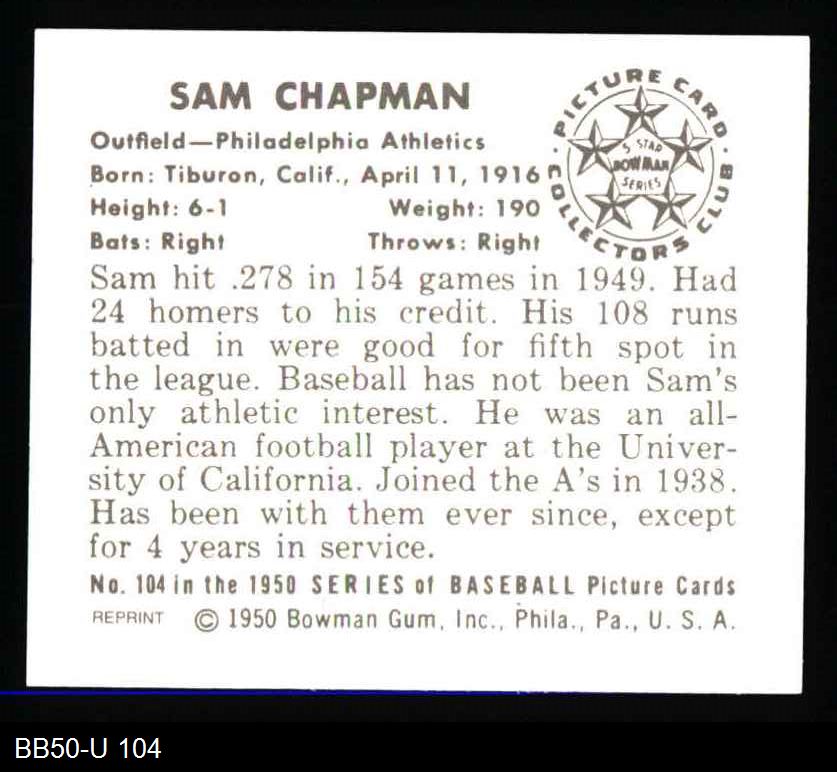 SAM CHAPMAN
Outfield—Philadelphia Athletics
Born: Tiburon, Calif., April 11, 1916
Height: 6-1 Weight: 190
Bats: Right Throws: Right
· PICTURE CARD ·
COLLECTORS CLUB
5 STAR
BOWMAN
SERIES
Sam hit .278 in 154 games in 1949. Had
24 homers to his credit. His 108 runs
batted in were good for fifth spot in
the league. Baseball has not been Sam's
only athletic interest. He was an all-
American football player at the Univer-
sity of California. Joined the A's in 1938.
Has been with them ever since, except
for 4 years in service.
No. 104 in the 1950 SERIES of BASEBALL Picture Cards
REPRINT © 1950 Bowman Gum, Inc., Phila., Pa., U. S. A.
BB50-U 104